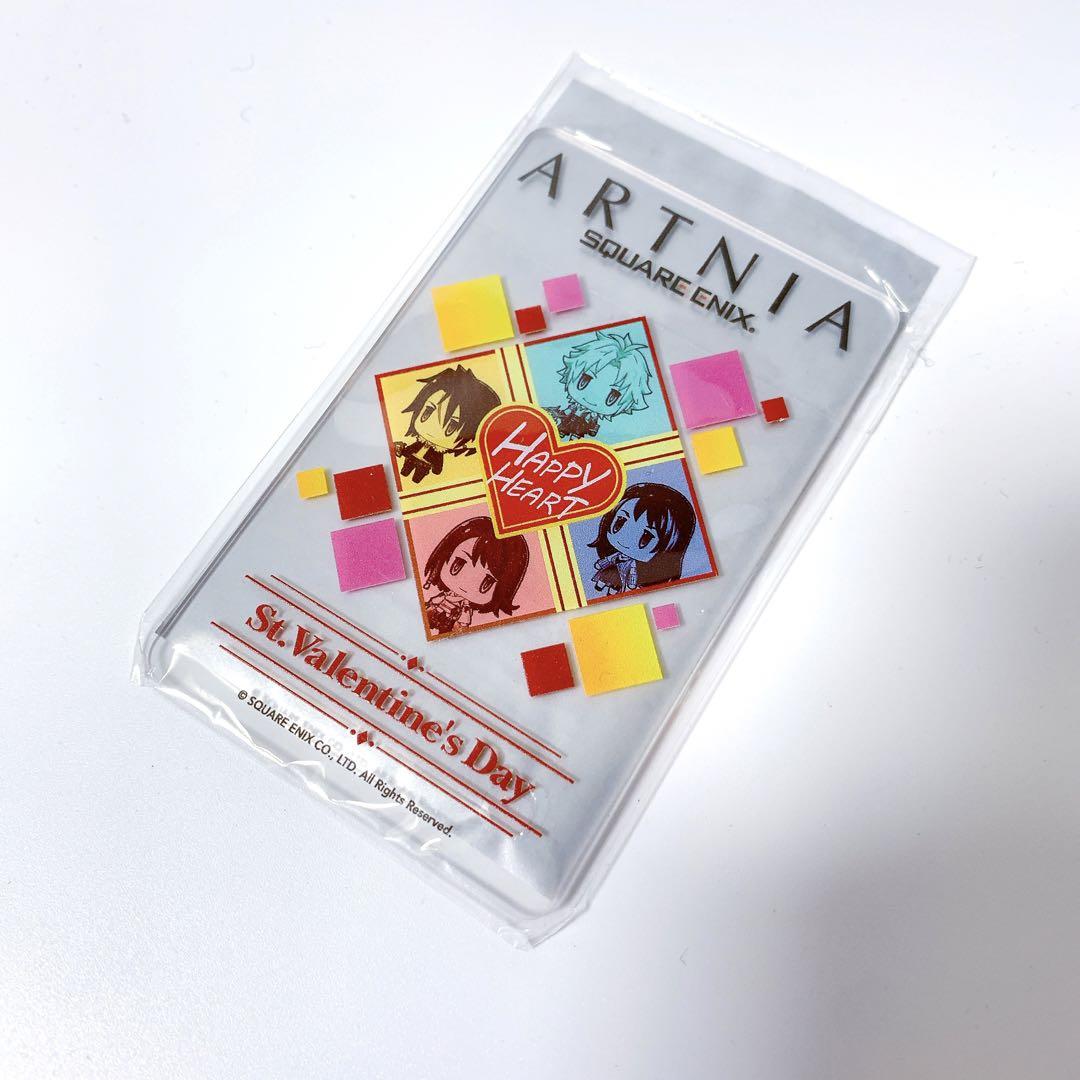 ARTNIA
SQUARE ENIX.
HAPPY
HEART
St. Valentine's Day
© SQUARE ENIX CO., LTD. All Rights Reserved.